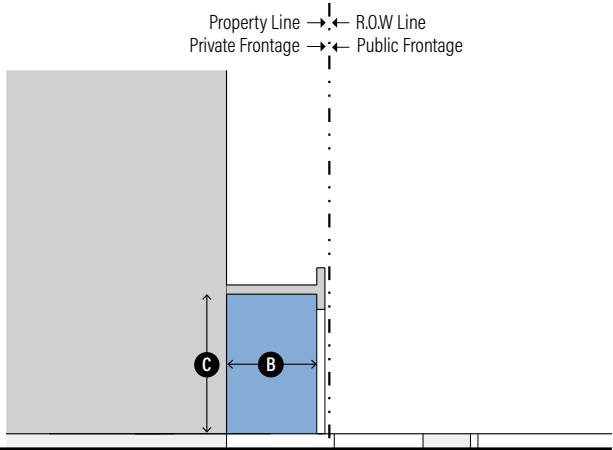 Property Line → ← R.O.W Line
Private Frontage → ← Public Frontage
C
B